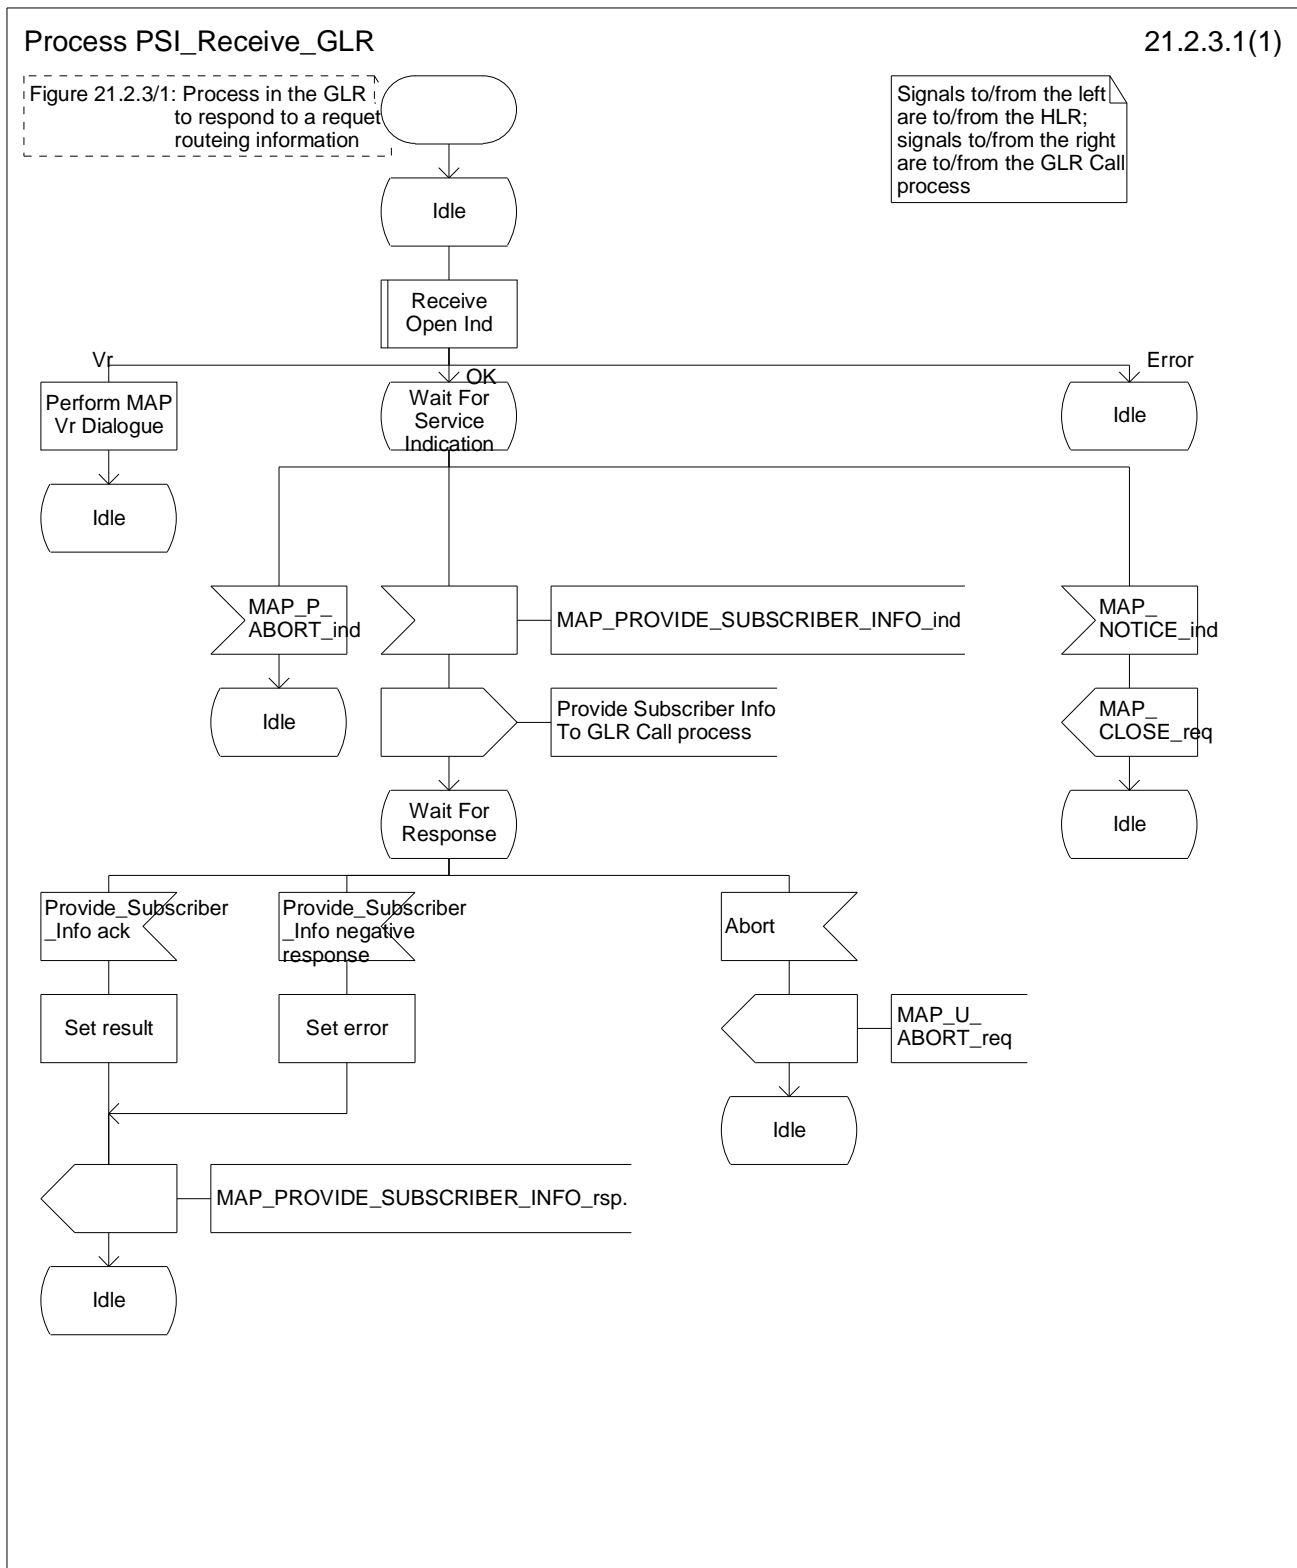 Process PSI_Receive_GLR
21.2.3.1(1)
Figure 21.2.3/1: Process in the GLR
to respond to a requet
routeing information
Signals to/from the left
are to/from the HLR;
signals to/from the right
are to/from the GLR Call
process
Idle
Receive
Open Ind
Vr
OK
Error
Perform MAP
Vr Dialogue
Wait For
Service
Indication
Idle
Idle
MAP_P_
ABORT_ind
MAP_PROVIDE_SUBSCRIBER_INFO_ind
MAP_
NOTICE_ind
Idle
Provide Subscriber Info
To GLR Call process
MAP_
CLOSE_req
Wait For
Response
Idle
Provide_Subscriber
_Info ack
Provide_Subscriber
_Info negative
response
Abort
Set result
Set error
MAP_U_
ABORT_req
Idle
MAP_PROVIDE_SUBSCRIBER_INFO_rsp.
Idle